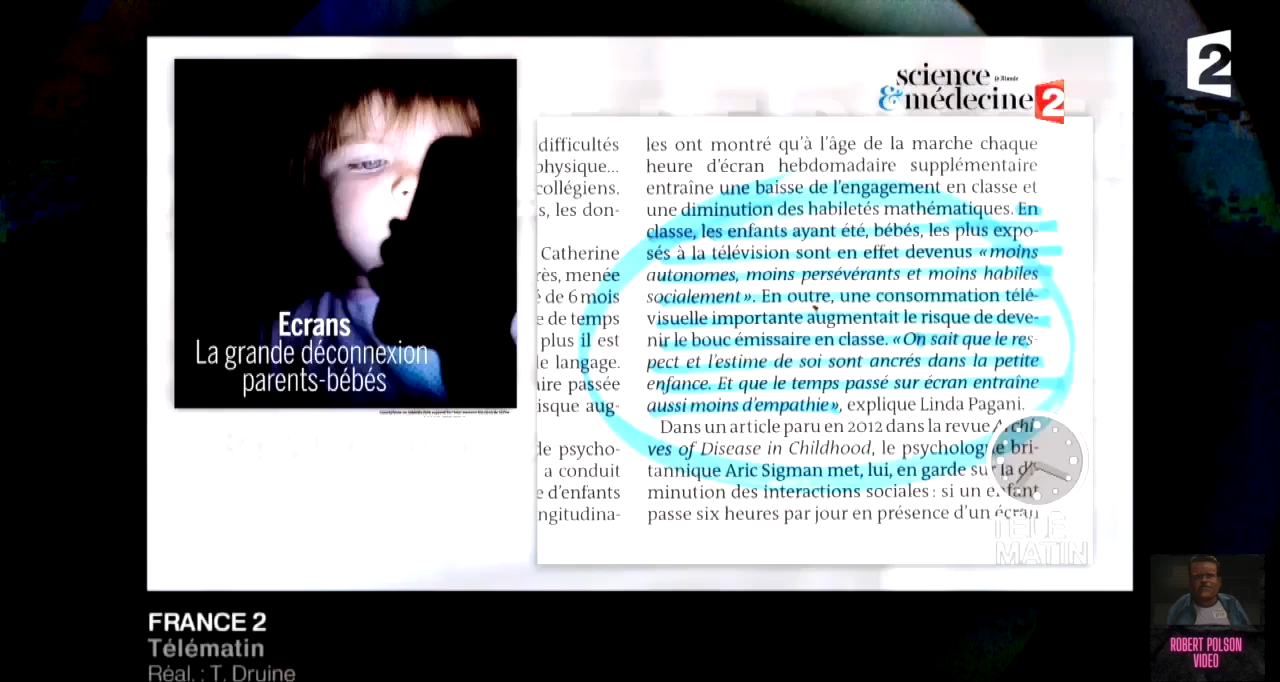 science
le Monde
& médecine 2
2
Ecrans
La grande déconnexion
parents-bébés
difficultés
physique...
collégiens.
s, les don-
Catherine
rès, menée
é de 6 mois
e de temps
plus il est
le langage.
aire passée
isque aug-
de psycho-
a conduit
e d'enfants
ngitudina-
les ont montré qu'à l'âge de la marche chaque
heure d'écran hebdomadaire supplémentaire
entraîne une baisse de l'engagement en classe et
une diminution des habiletés mathématiques. En
classe, les enfants ayant été, bébés, les plus expo-
sés à la télévision sont en effet devenus «moins
autonomes, moins persévérants et moins habiles
socialement». En outre, une consommation télé-
visuelle importante augmentait le risque de deve-
nir le bouc émissaire en classe. «On sait que le res-
pect et l'estime de soi sont ancrés dans la petite
enfance. Et que le temps passé sur écran entraîne
aussi moins d'empathie», explique Linda Pagani.
Dans un article paru en 2012 dans la revue Archi
ves of Disease in Childhood, le psychologue bri-
tannique Aric Sigman met, lui, en garde sur la di-
minution des interactions sociales : si un enfant
passe six heures par jour en présence d'un écran
TÉLÉ
MATIN
FRANCE 2
Télématin
Réal. : T. Druine
ROBERT POLSON
VIDEO